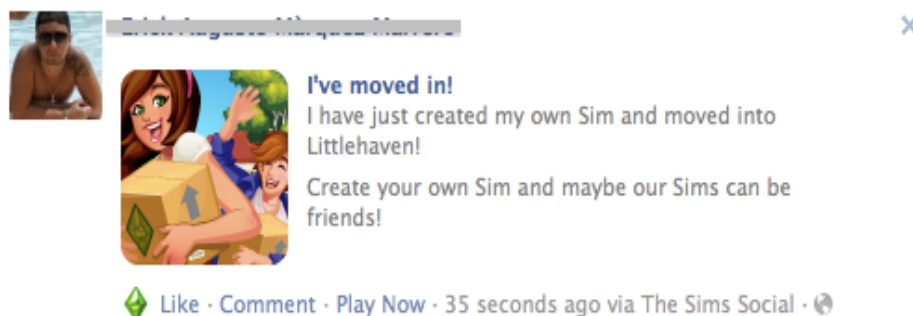 I've moved in!
I have just created my own Sim and moved into
Littlehaven!
Create your own Sim and maybe our Sims can be
friends!
Like · Comment · Play Now · 35 seconds ago via The Sims Social ·